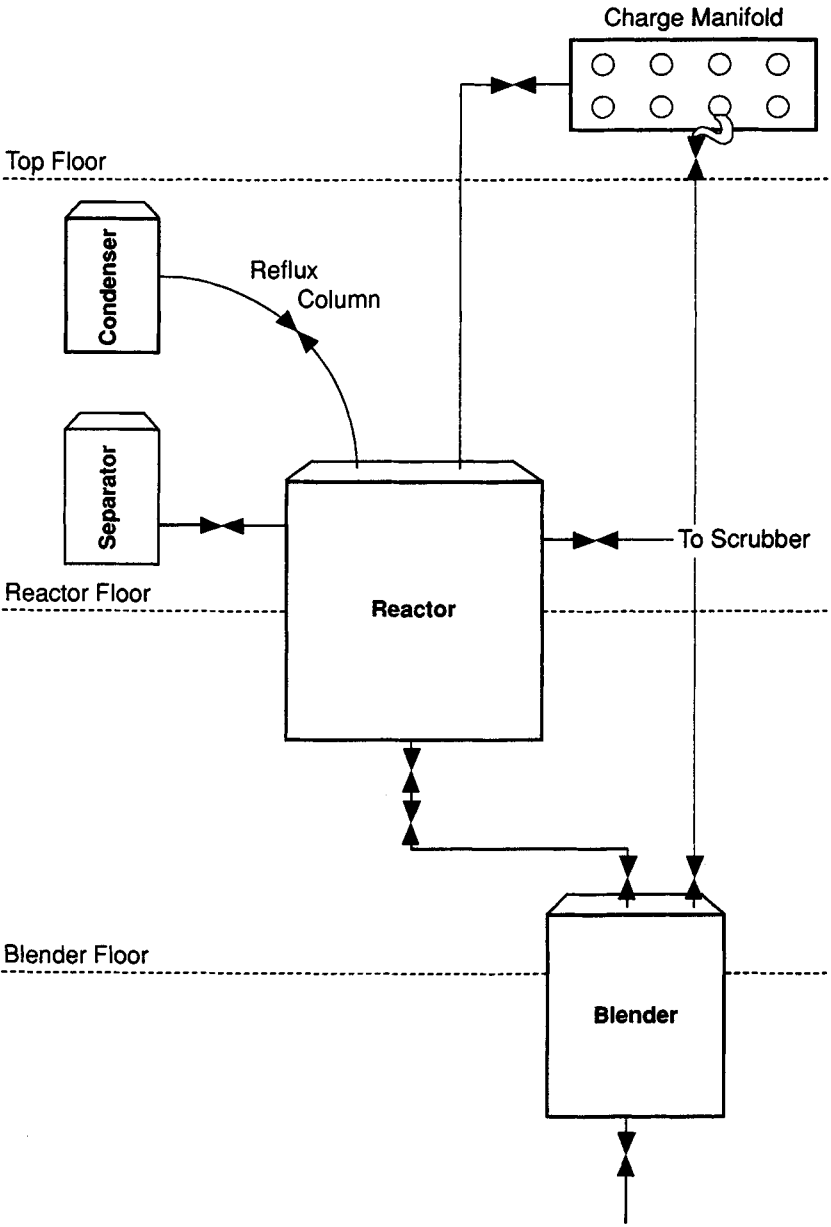 Charge Manifold
Top Floor
Condenser
Reflux
Column
Separator
To Scrubber
Reactor Floor
Reactor
Blender Floor
Blender